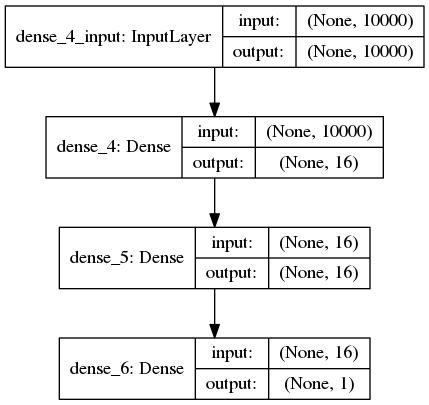 dense_4_input: InputLayer
input: (None, 10000)
output: (None, 10000)
dense_4: Dense
input: (None, 10000)
output: (None, 16)
dense_5: Dense
input: (None, 16)
output: (None, 16)
dense_6: Dense
input: (None, 16)
output: (None, 1)